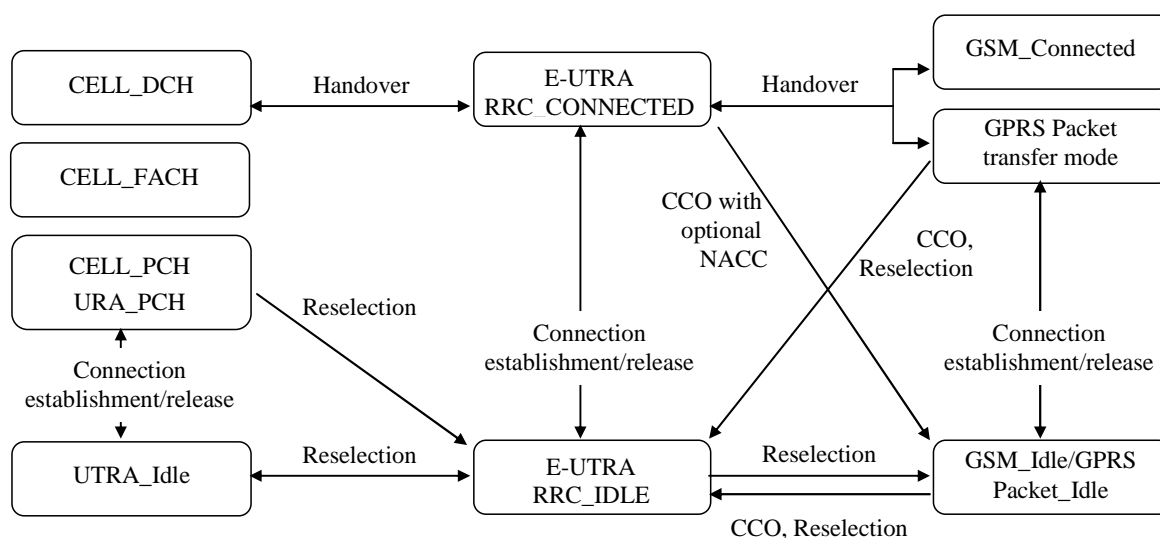 GSM_Connected
CELL_DCH
Handover
E-UTRA
RRC_CONNECTED
Handover
GPRS Packet
transfer mode
CELL_FACH
CCO with
optional
NACC
CCO,
Reselection
CELL_PCH
URA_PCH
Reselection
Connection
establishment/release
Connection
establishment/release
Connection
establishment/release
UTRA_Idle
Reselection
E-UTRA
RRC_IDLE
Reselection
GSM_Idle/GPRS
Packet_Idle
CCO, Reselection